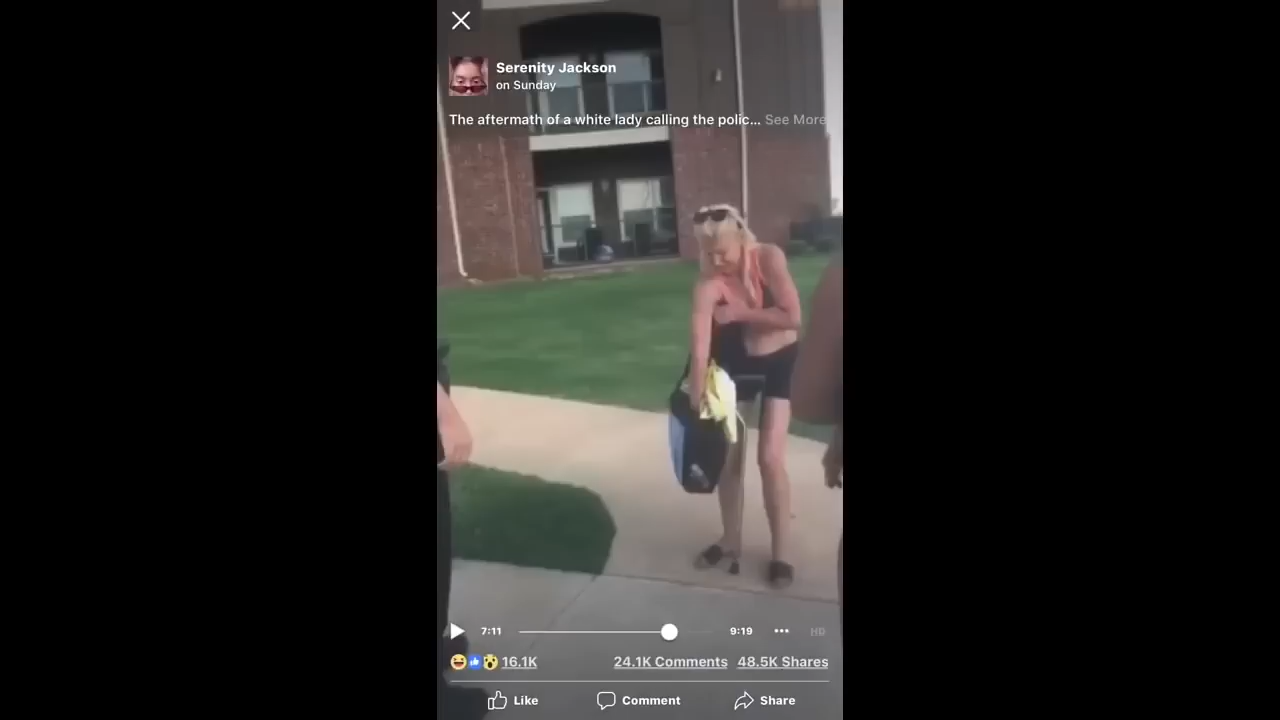 Serenity Jackson
on Sunday
The aftermath of a white lady calling the polic... See More
7:11 9:19 HD
16.1K 24.1K Comments 48.5K Shares
Like Comment Share